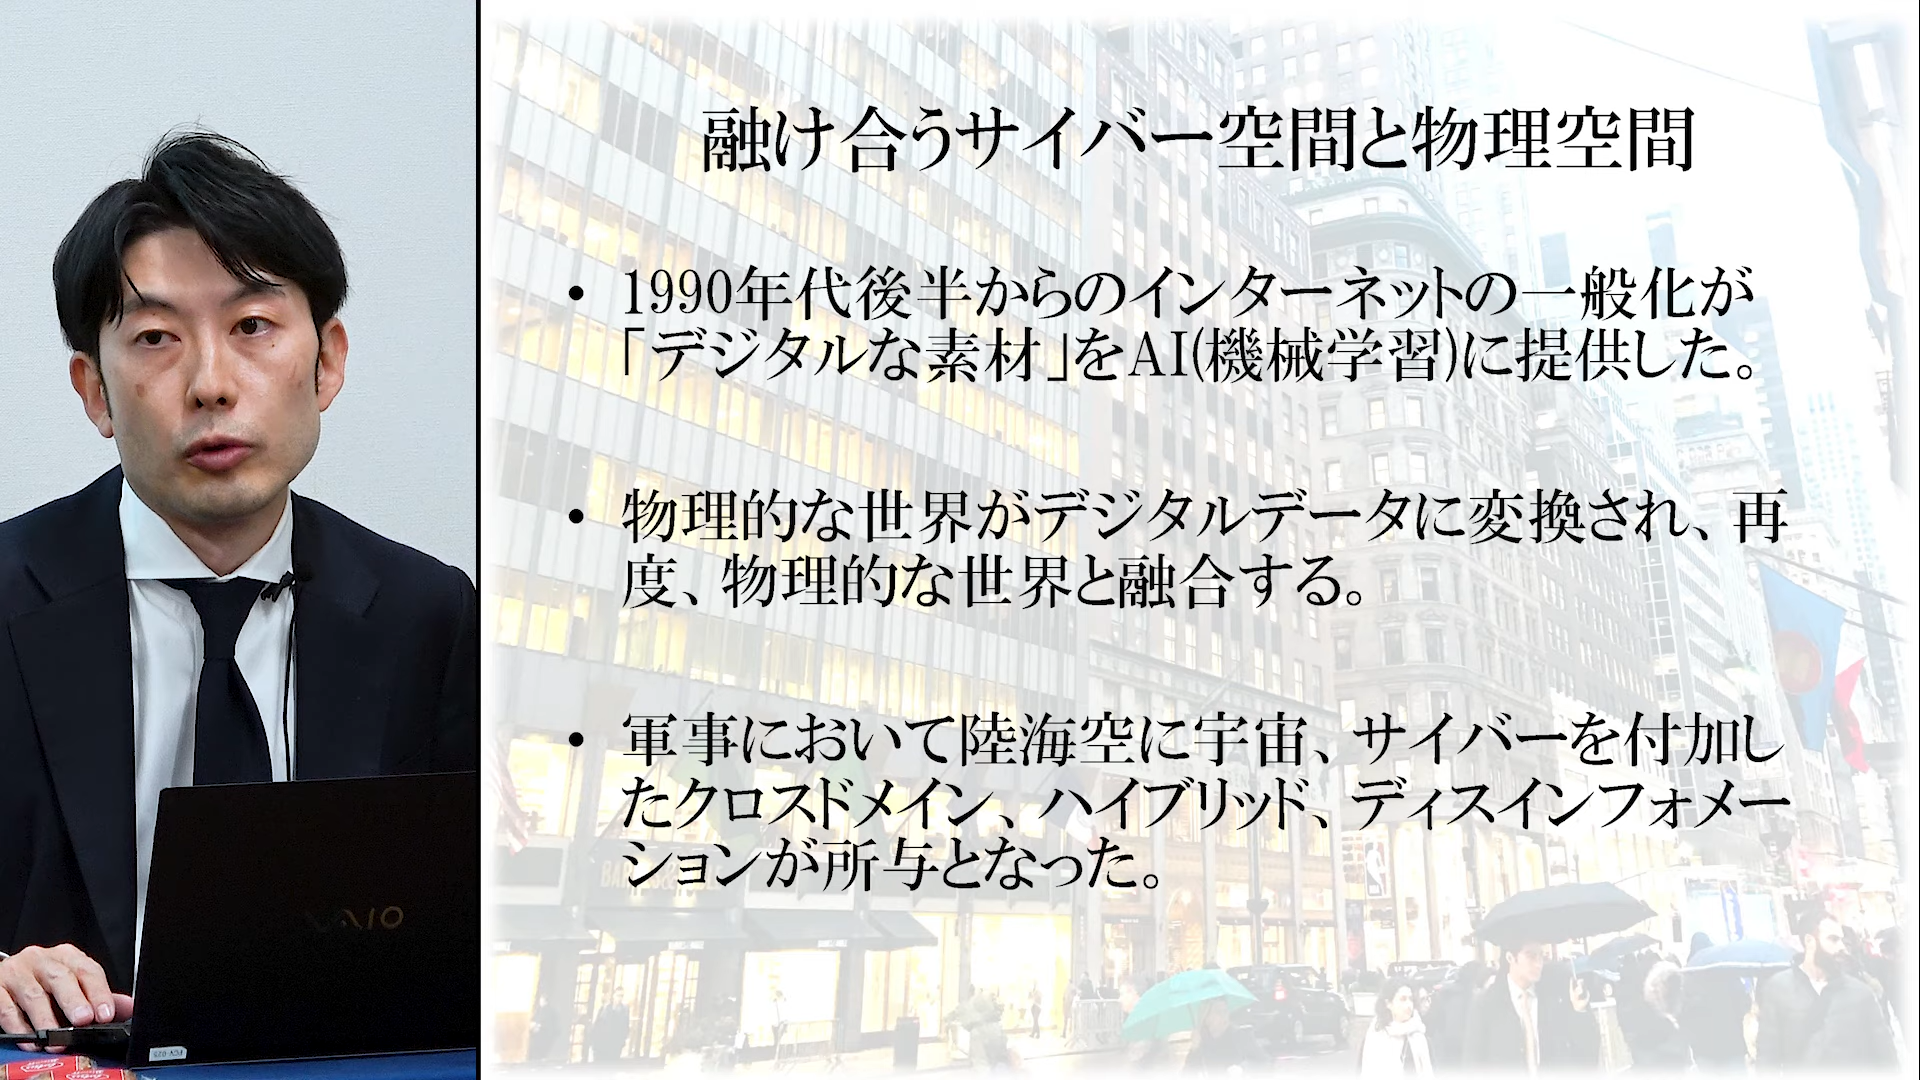 融け合うサイバー空間と物理空間
• 1990年代後半からのインターネットの一般化が
「デジタルな素材」をAI(機械学習)に提供した。
• 物理的な世界がデジタルデータに変換され、再
度、物理的な世界と融合する。
• 軍事において陸海空に宇宙、サイバーを付加し
たクロスドメイン、ハイブリッド、ディスインフォメー
ションが所与となった。
VAIO